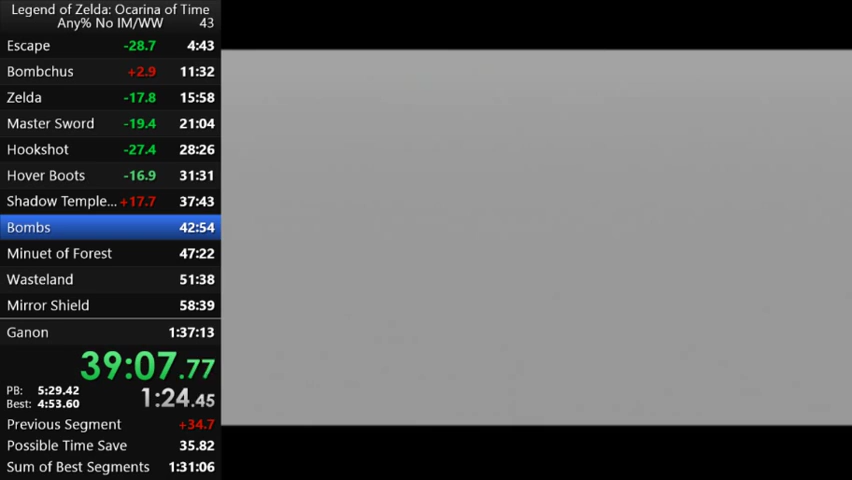 Legend of Zelda: Ocarina of Time
Any% No IM/WW 43
Escape -28.7 4:43
Bombchus +2.9 11:32
Zelda -17.8 15:58
Master Sword -19.4 21:04
Hookshot -27.4 28:26
Hover Boots -16.9 31:31
Shadow Temple... +17.7 37:43
Bombs 42:54
Minuet of Forest 47:22
Wasteland 51:38
Mirror Shield 58:39
Ganon 1:37:13
39:07.77
PB: 5:29.42
Best: 4:53.60 1:24.45
Previous Segment +34.7
Possible Time Save 35.82
Sum of Best Segments 1:31:06